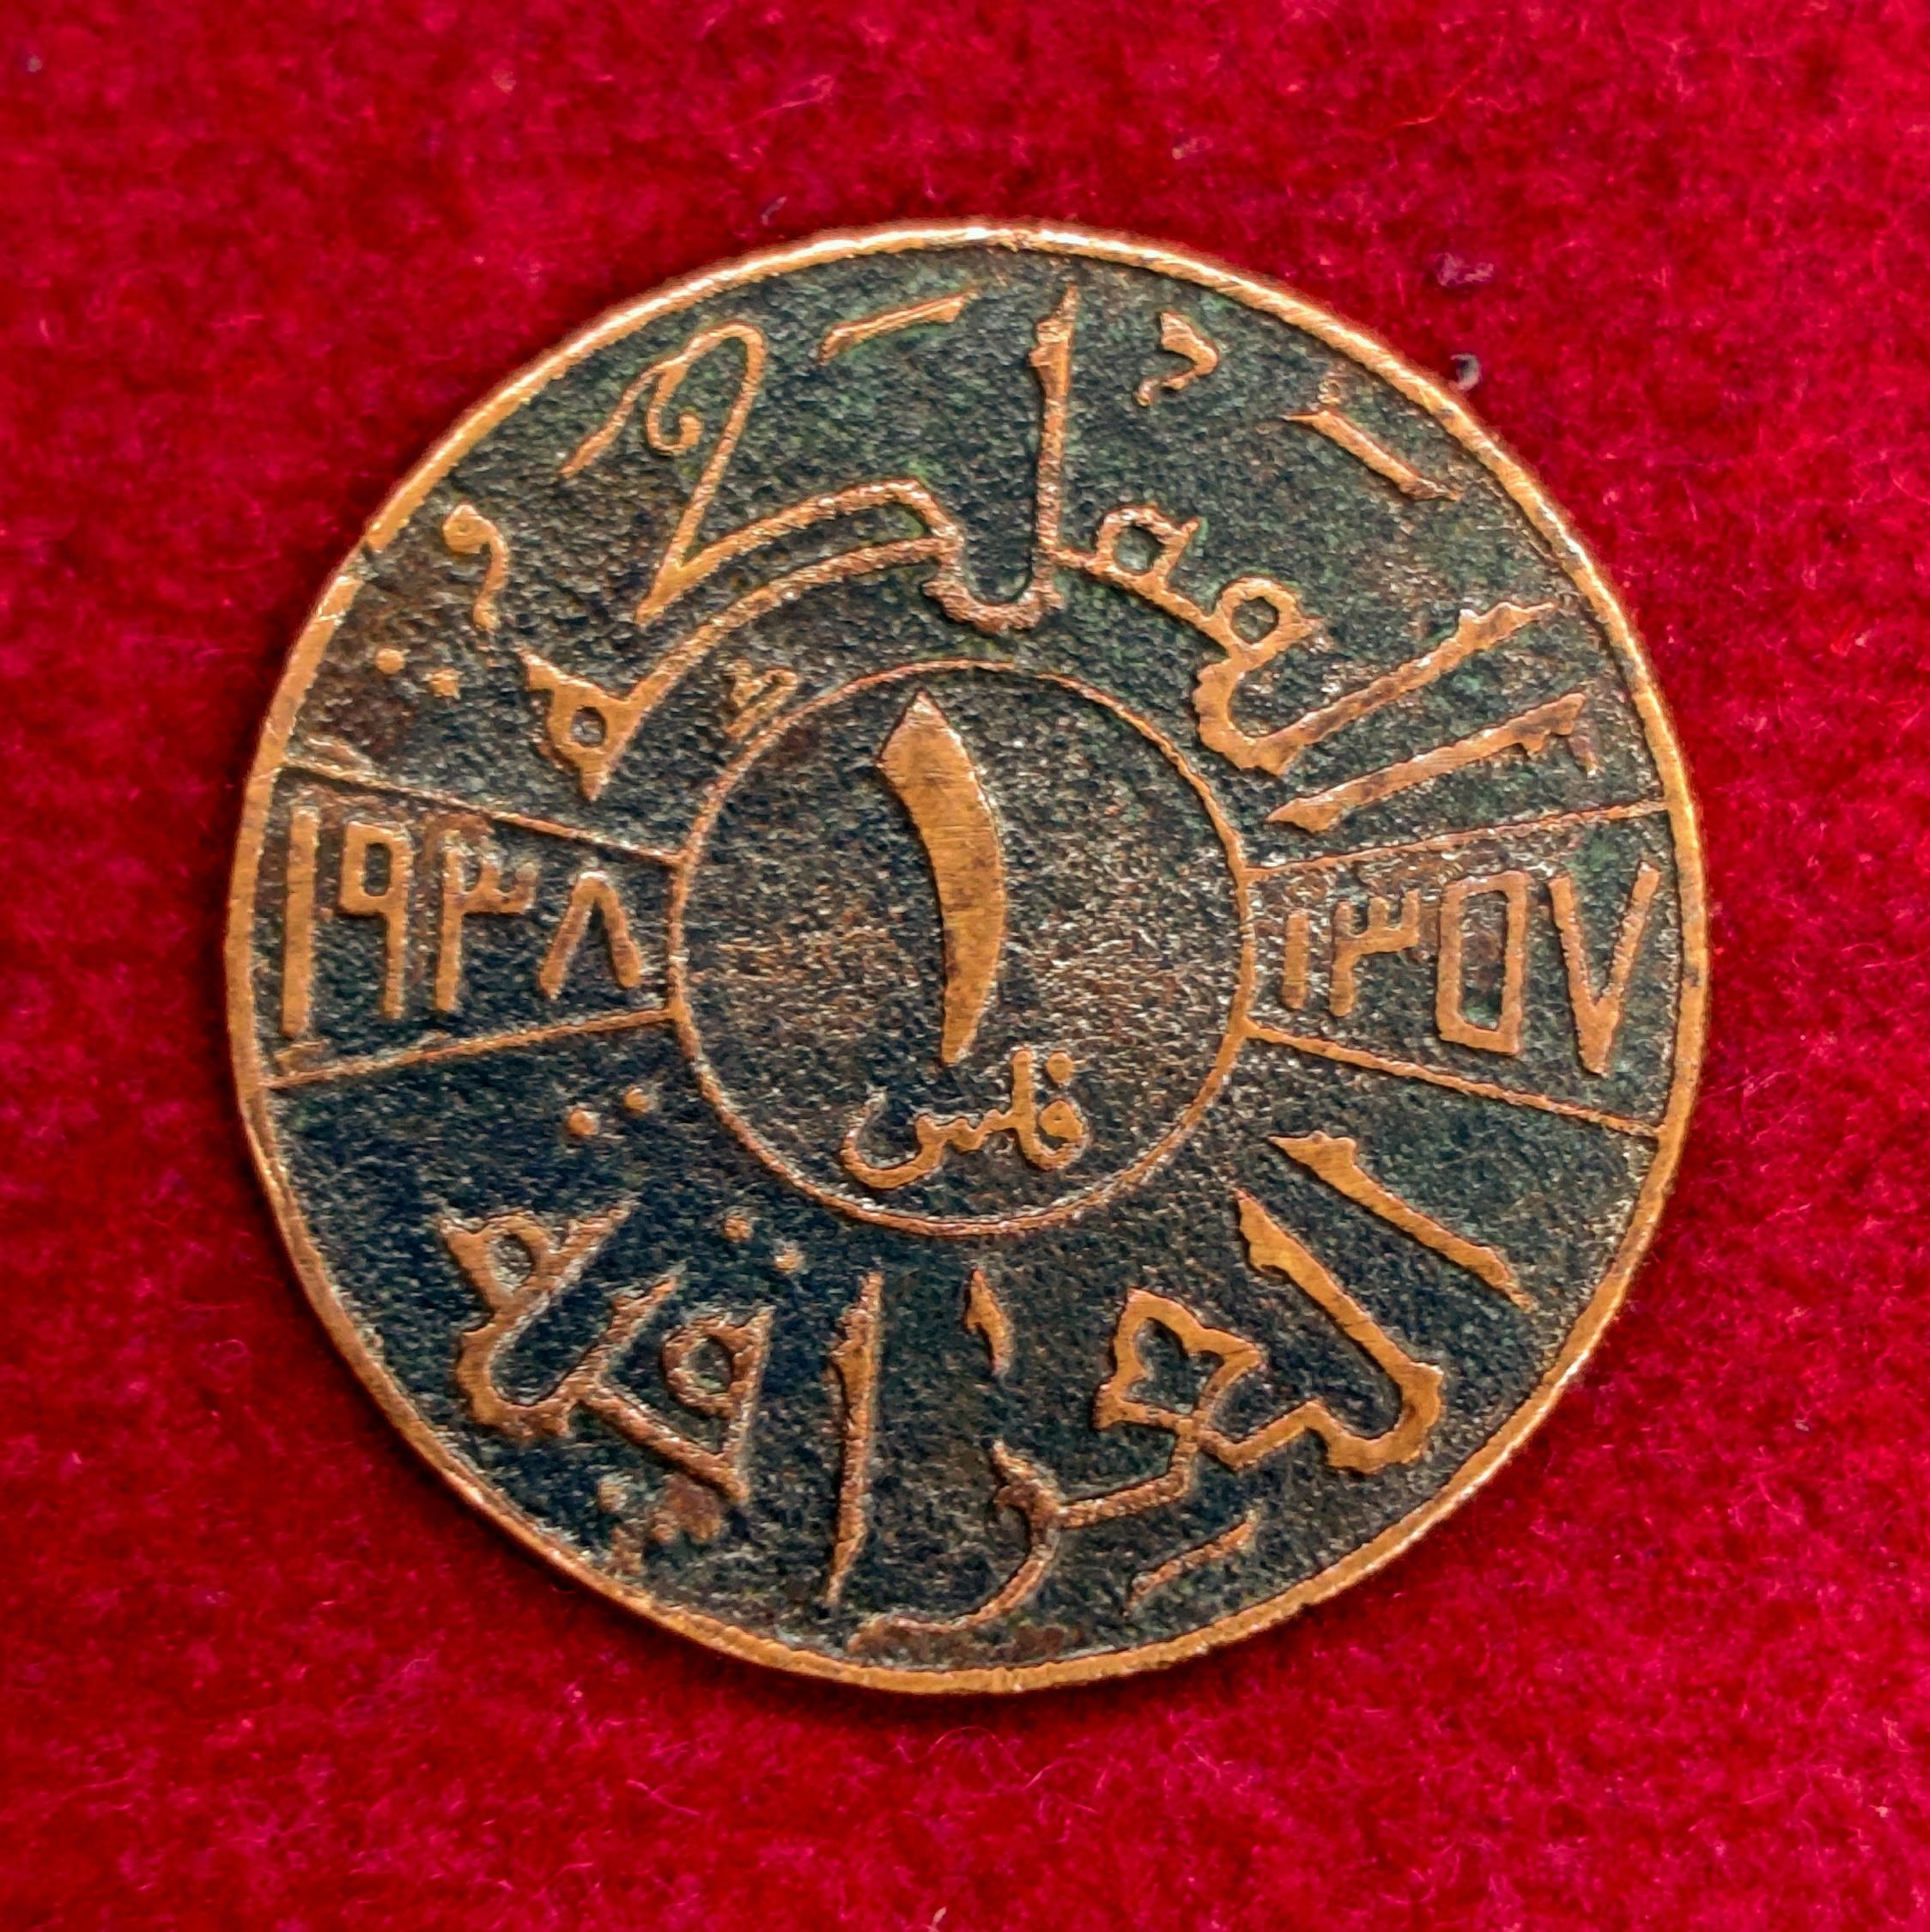 المملكة
١٣٥٧
١
فلس
١٩٣٨
العراقية